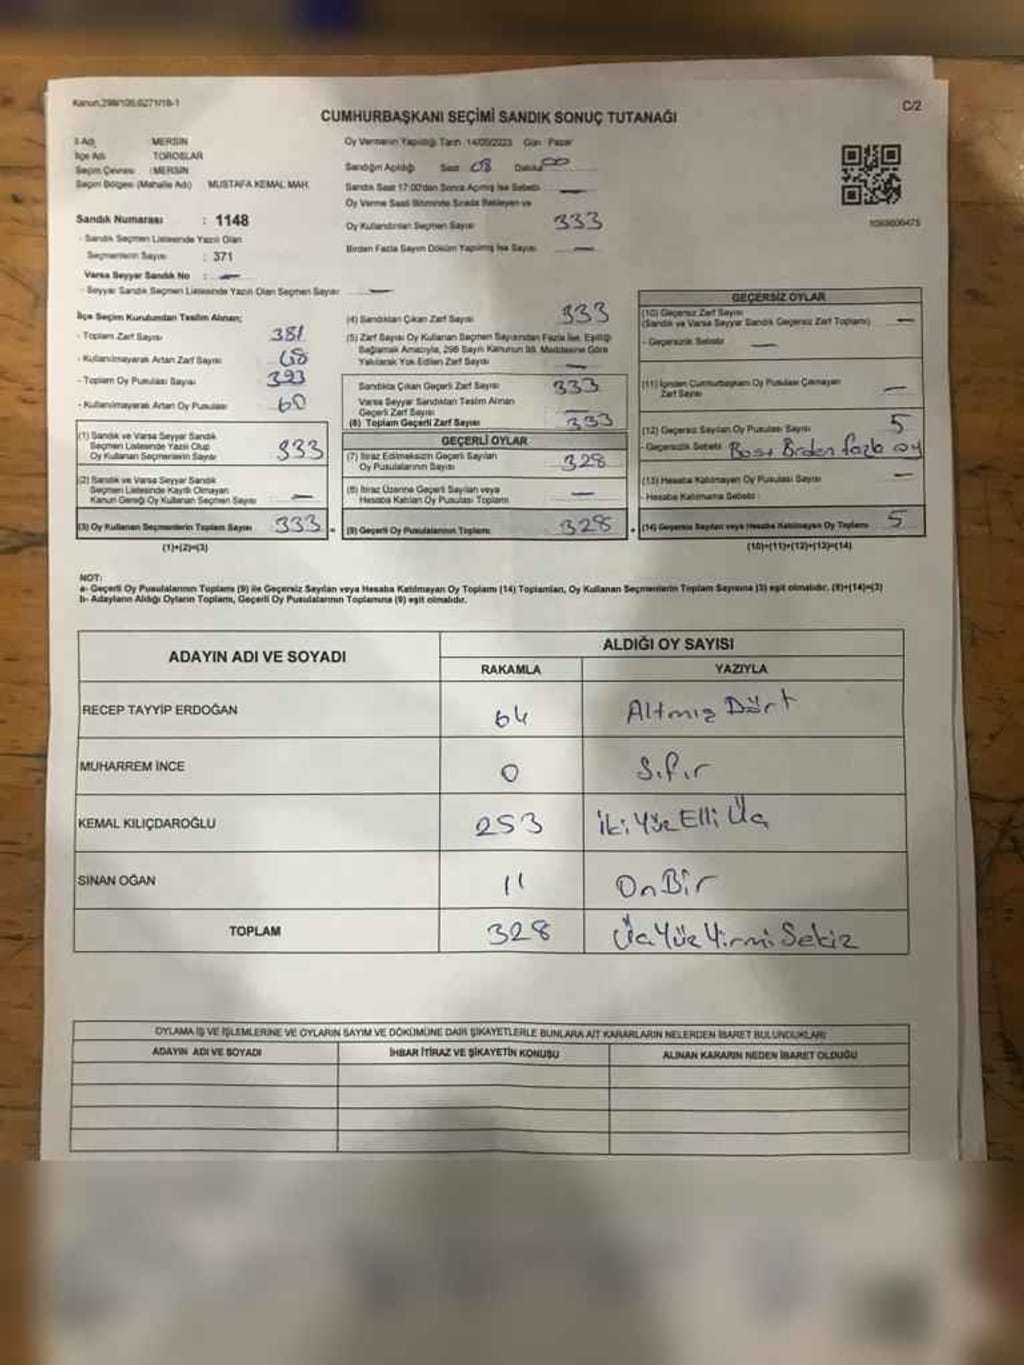 Kanun,298/105,6271/18-1
C/2
CUMHURBAŞKANI SEÇİMİ SANDIK SONUÇ TUTANAĞI
İl Adı : MERSİN
İlçe Adı : TOROSLAR
Seçim Çevresi : MERSİN
Seçim Bölgesi (Mahalle Adı) MUSTAFA KEMAL MAH.
Sandık Numarası : 1148
- Sandık Seçmen Listesinde Yazılı Olan
Seçmenlerin Sayısı : 371
Varsa Seyyar Sandık No : —
- Seyyar Sandık Seçmen Listesinde Yazılı Olan Seçmen Sayısı —
Oy Vermenin Yapıldığı Tarih 14/05/2023 Gün : Pazar
Sandığın Açıldığı Saat 08 Dakika 00
Sandık Saat 17:00'den Sonra Açılmış İse Sebebi —
Oy Verme Saati Bitiminde Sırada Bekleyen ve
Oy Kullandırılan Seçmen Sayısı 333
Birden Fazla Sayım Döküm Yapılmış İse Sayısı —
İlçe Seçim Kurulundan Teslim Alınan;
- Toplam Zarf Sayısı 381
- Kullanılmayarak Artan Zarf Sayısı
- Toplam Oy Pusulası Sayısı 393
- Kullanılmayarak Artan Oy Pusulası 60
(1) Sandık ve Varsa Seyyar Sandık
Seçmen Listesinde Yazılı Olup
Oy Kullanan Seçmenlerin Sayısı 333
(2) Sandık ve Varsa Seyyar Sandık
Seçmen Listesinde Kayıtlı Olmayan
Kanun Gereği Oy Kullanan Seçmen Sayısı —
(3) Oy Kullanan Seçmenlerin Toplam Sayısı 333
(1)+(2)=(3)
(4) Sandıktan Çıkan Zarf Sayısı 333
(5) Zarf Sayısı Oy Kullanan Seçmen Sayısından Fazla İse, Eşitliği
Sağlamak Amacıyla, 298 Sayılı Kanunun 98. Maddesine Göre
Yakılarak Yok Edilen Zarf Sayısı —
Sandıkta Çıkan Geçerli Zarf Sayısı 333
Varsa Seyyar Sandıktan Teslim Alınan
Geçerli Zarf Sayısı —
(6) Toplam Geçerli Zarf Sayısı 333
GEÇERLİ OYLAR
(7) İtiraz Edilmeksizin Geçerli Sayılan
Oy Pusulalarının Sayısı 328
(8) İtiraz Üzerine Geçerli Sayılan veya
Hesaba Katılan Oy Pusulası Toplamı —
(9) Geçerli Oy Pusulalarının Toplamı 328
GEÇERSİZ OYLAR
(10) Geçersiz Zarf Sayısı
(Sandık ve Varsa Seyyar Sandık Geçersiz Zarf Toplamı) —
- Geçersizlik Sebebi —
(11) İçinden Cumhurbaşkanı Oy Pusulası Çıkmayan
Zarf Sayısı —
(12) Geçersiz Sayılan Oy Pusulası Sayısı 5
- Geçersizlik Sebebi : Birden fazla oy
(13) Hesaba Katılmayan Oy Pusulası Sayısı —
- Hesaba Katılmama Sebebi :
(14) Geçersiz Sayılan veya Hesaba Katılmayan Oy Toplamı 5
(10)+(11)+(12)+(13)=(14)
NOT:
a- Geçerli Oy Pusulalarının Toplamı (9) ile Geçersiz Sayılan veya Hesaba Katılmayan Oy Toplamı (14) Toplamları, Oy Kullanan Seçmenlerin Toplam Sayısına (3) eşit olmalıdır. (9)+(14)=(3)
b- Adayların Aldığı Oyların Toplamı, Geçerli Oy Pusulalarının Toplamına (9) eşit olmalıdır.
ADAYIN ADI VE SOYADI
ALDIĞI OY SAYISI
RAKAMLA YAZIYLA
RECEP TAYYİP ERDOĞAN 64 Altmış Dört
MUHARREM İNCE 0 Sıfır
KEMAL KILIÇDAROĞLU 253 İki Yüz Elli Üç
SİNAN OĞAN 11 On Bir
TOPLAM 328 Üç Yüz Yirmi Sekiz
OYLAMA İŞ VE İŞLEMLERİNE VE OYLARIN SAYIM VE DÖKÜMÜNE DAİR ŞİKAYETLERLE BUNLARA AİT KARARLARIN NELERDEN İBARET BULUNDUKLARI
ADAYIN ADI VE SOYADI İHBAR İTİRAZ VE ŞİKAYETİN KONUSU ALINAN KARARIN NEDEN İBARET OLDUĞU